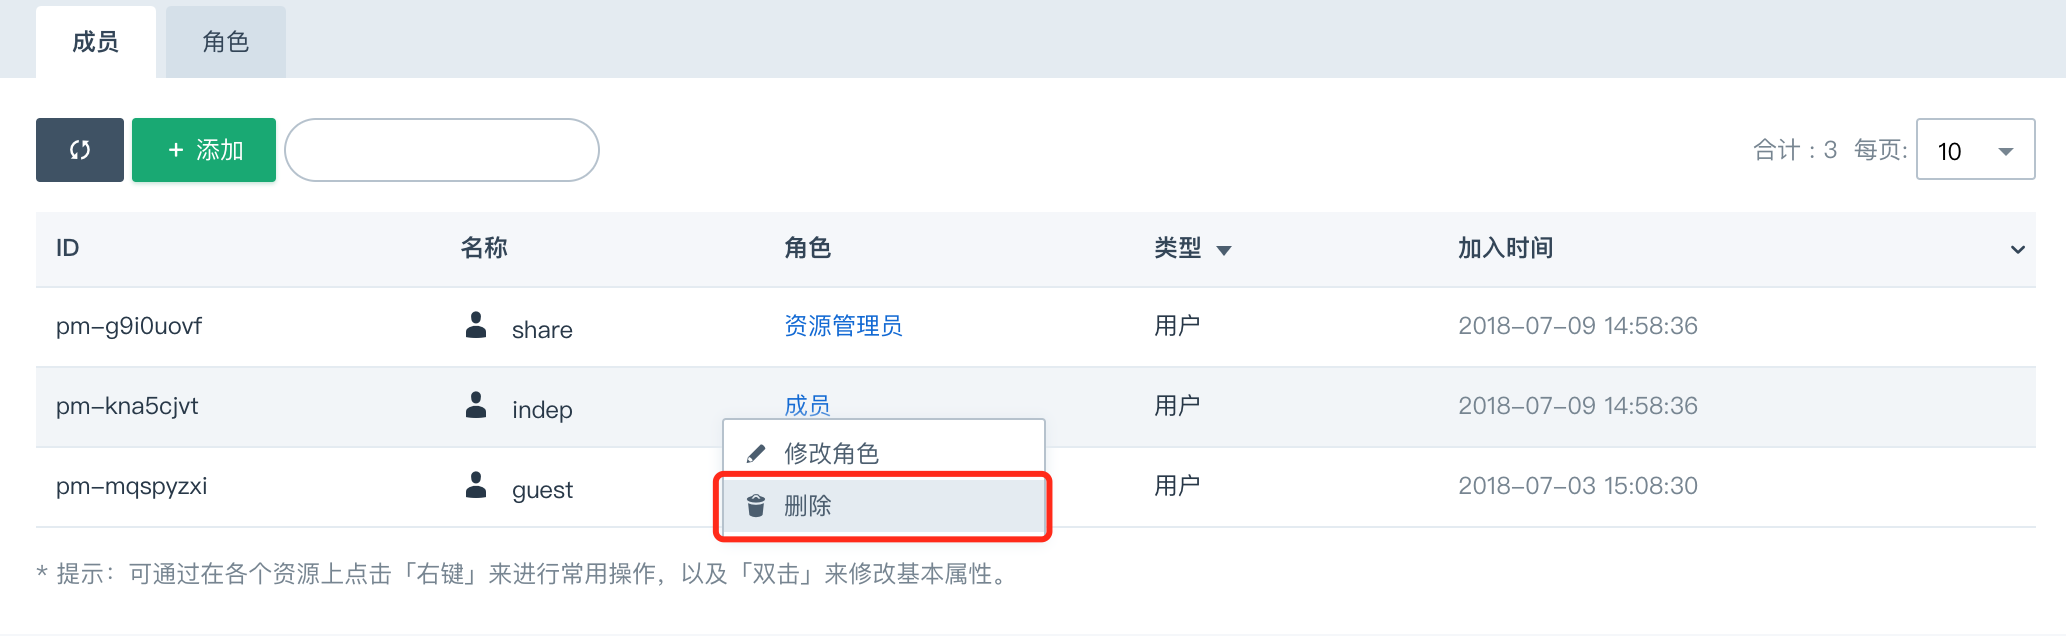 成员 角色
+ 添加 合计：3 每页: 10
ID 名称 角色 类型 加入时间
pm-g9i0uovf share 资源管理员 用户 2018-07-09 14:58:36
pm-kna5cjvt indep 成员 用户 2018-07-09 14:58:36
修改角色
pm-mqspyzxi guest 用户 2018-07-03 15:08:30
删除
* 提示：可通过在各个资源上点击「右键」来进行常用操作，以及「双击」来修改基本属性。